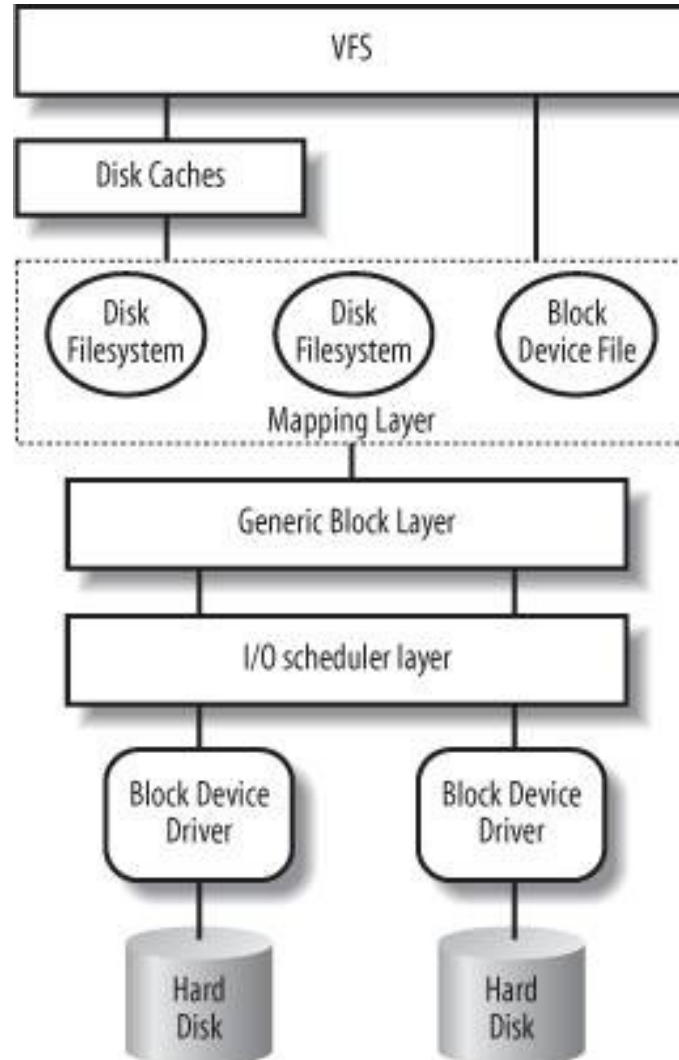 VFS
Disk Caches
Disk
Filesystem
Disk
Filesystem
Block
Device File
Mapping Layer
Generic Block Layer
I/O scheduler layer
Block Device
Driver
Block Device
Driver
Hard
Disk
Hard
Disk